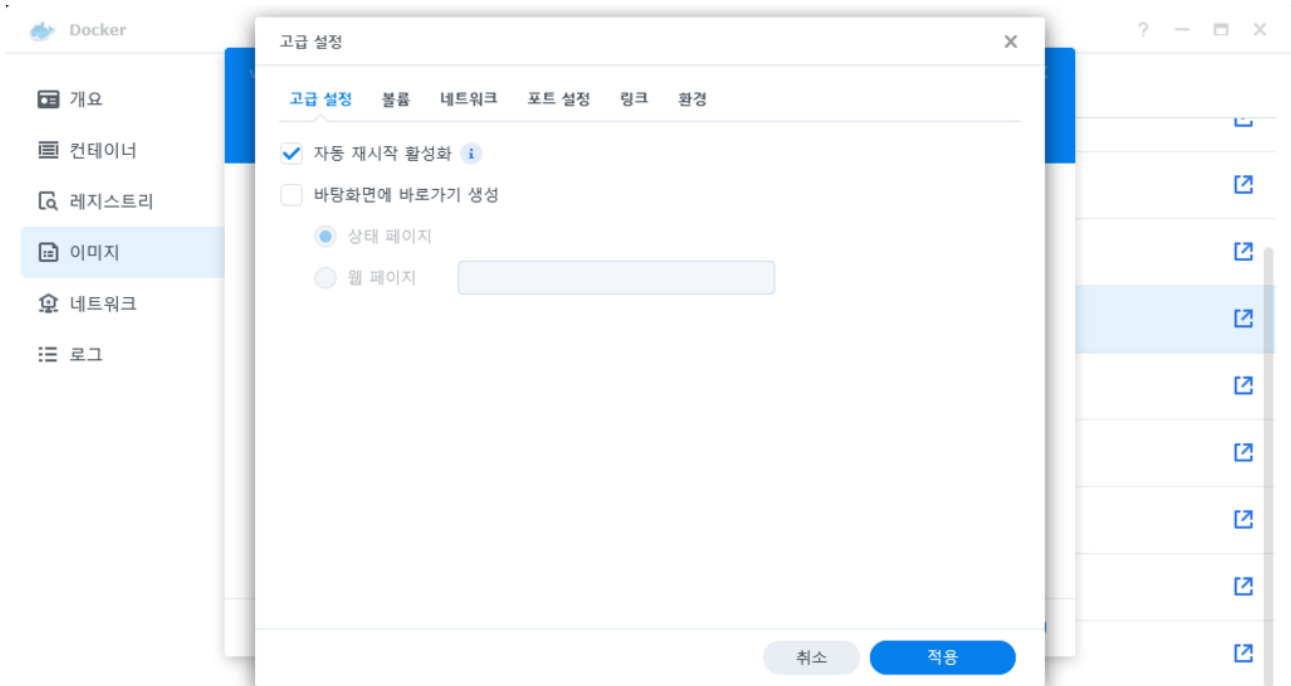 Docker
고급 설정
고급 설정 볼륨 네트워크 포트 설정 링크 환경
개요
컨테이너
레지스트리
이미지
네트워크
로그
자동 재시작 활성화
바탕화면에 바로가기 생성
상태 페이지
웹 페이지
취소 적용